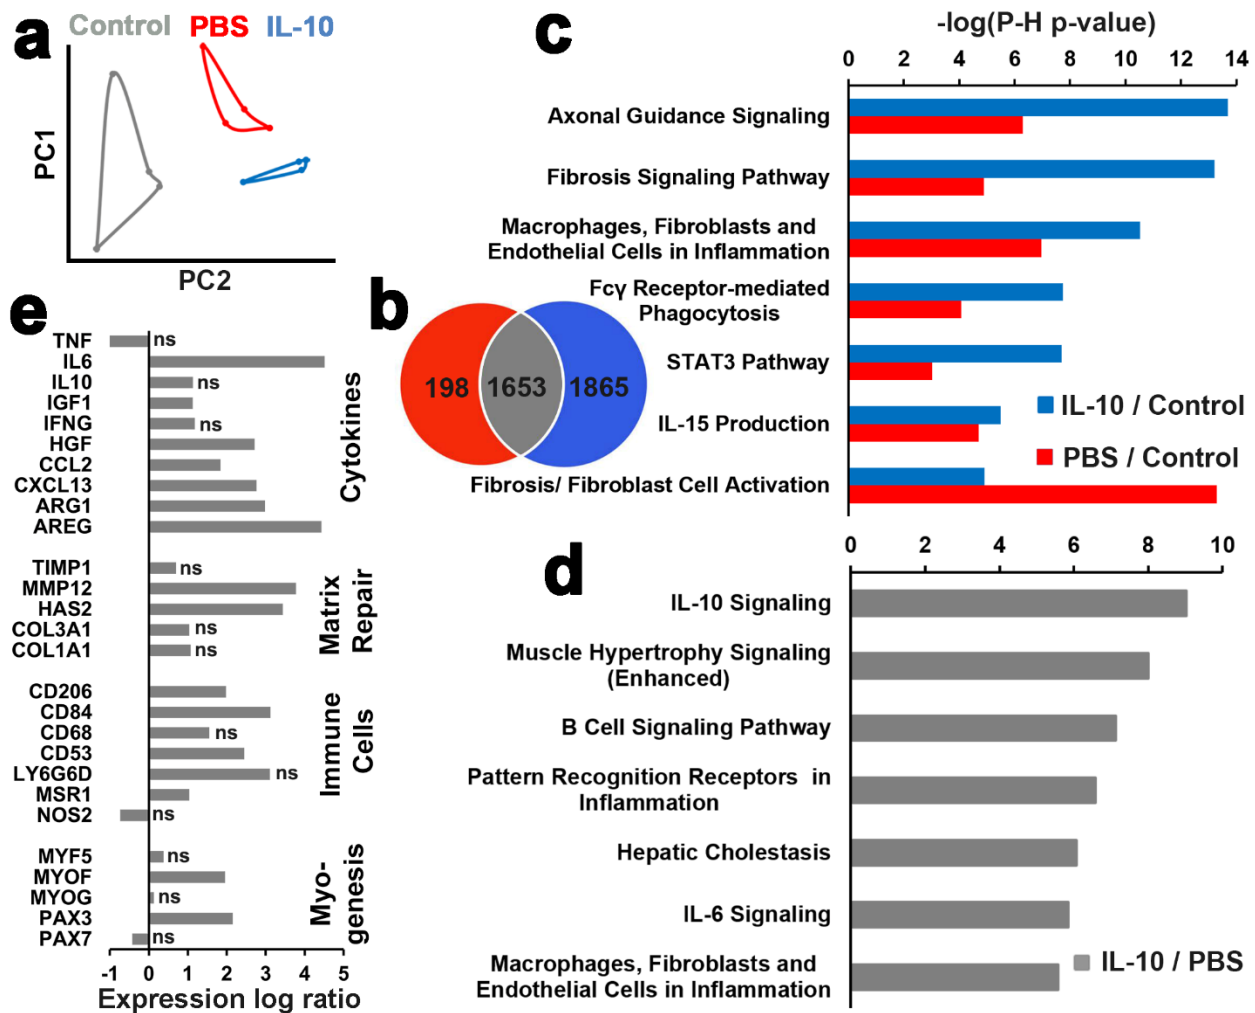 a
Control PBS IL-10
PC1
PC2
c
-log(P-H p-value)
0 2 4 6 8 10 12 14
Axonal Guidance Signaling
Fibrosis Signaling Pathway
Macrophages, Fibroblasts and
Endothelial Cells in Inflammation
Fcγ Receptor-mediated
Phagocytosis
STAT3 Pathway
IL-15 Production
Fibrosis/ Fibroblast Cell Activation
IL-10 / Control
PBS / Control
b
198 1653 1865
e
TNF ns
IL6
IL10 ns
IGF1
IFNG ns
HGF
CCL2
CXCL13
ARG1
AREG
Cytokines
TIMP1 ns
MMP12
HAS2
COL3A1 ns
COL1A1 ns
Matrix
Repair
CD206
CD84
CD68 ns
CD53
LY6G6D ns
MSR1
NOS2 ns
Immune
Cells
MYF5 ns
MYOF
MYOG ns
PAX3
PAX7 ns
Myo-
genesis
-1 0 1 2 3 4 5
Expression log ratio
d
0 2 4 6 8 10
IL-10 Signaling
Muscle Hypertrophy Signaling
(Enhanced)
B Cell Signaling Pathway
Pattern Recognition Receptors in
Inflammation
Hepatic Cholestasis
IL-6 Signaling
Macrophages, Fibroblasts and
Endothelial Cells in Inflammation
IL-10 / PBS